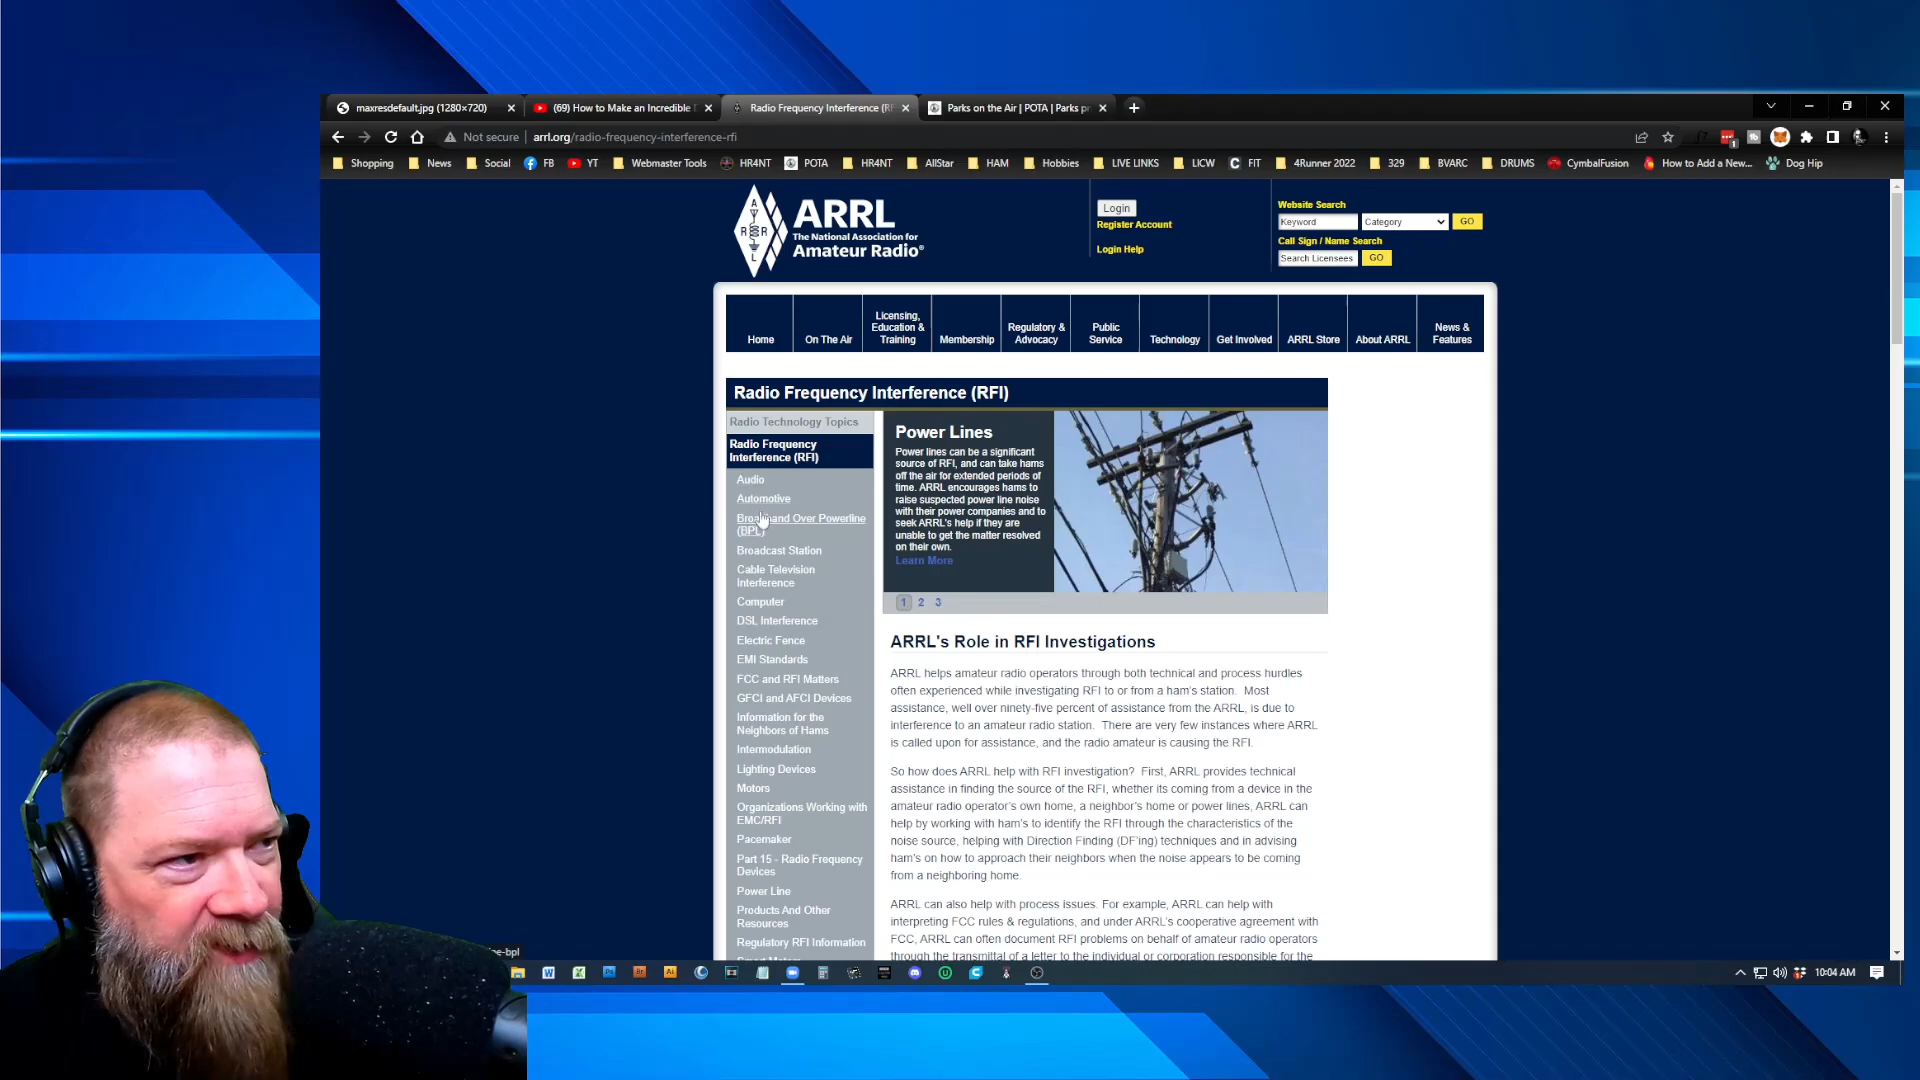 maxresdefault.jpg (1280×720)
(69) How to Make an Incredible
Radio Frequency Interference (RF
Parks on the Air | POTA | Parks pr
Not secure
arrl.org/radio-frequency-interference-rfi
Shopping
News
Social
FB
YT
Webmaster Tools
HR4NT
POTA
HR4NT
AllStar
HAM
Hobbies
LIVE LINKS
LICW
FIT
4Runner 2022
329
BVARC
DRUMS
CymbalFusion
How to Add a New...
Dog Hip
A
R R
L
ARRL
The National Association for
Amateur Radio®
Login
Register Account
Login Help
Website Search
Keyword
Category
GO
Call Sign / Name Search
Search Licensees
GO
Home
On The Air
Licensing,
Education &
Training
Membership
Regulatory &
Advocacy
Public
Service
Technology
Get Involved
ARRL Store
About ARRL
News &
Features
Radio Frequency Interference (RFI)
Radio Technology Topics
Radio Frequency
Interference (RFI)
Audio
Automotive
Broadband Over Powerline
(BPL)
Broadcast Station
Cable Television
Interference
Computer
DSL Interference
Electric Fence
EMI Standards
FCC and RFI Matters
GFCI and AFCI Devices
Information for the
Neighbors of Hams
Intermodulation
Lighting Devices
Motors
Organizations Working with
EMC/RFI
Pacemaker
Part 15 - Radio Frequency
Devices
Power Line
Products And Other
Resources
Regulatory RFI Information
Power Lines
Power lines can be a significant
source of RFI, and can take hams
off the air for extended periods of
time. ARRL encourages hams to
raise suspected power line noise
with their power companies and to
seek ARRL's help if they are
unable to get the matter resolved
on their own.
Learn More
1 2 3
ARRL's Role in RFI Investigations
ARRL helps amateur radio operators through both technical and process hurdles
often experienced while investigating RFI to or from a ham's station. Most
assistance, well over ninety-five percent of assistance from the ARRL, is due to
interference to an amateur radio station. There are very few instances where ARRL
is called upon for assistance, and the radio amateur is causing the RFI.
So how does ARRL help with RFI investigation? First, ARRL provides technical
assistance in finding the source of the RFI, whether its coming from a device in the
amateur radio operator's own home, a neighbor's home or power lines, ARRL can
help by working with ham's to identify the RFI through the characteristics of the
noise source, helping with Direction Finding (DF'ing) techniques and in advising
ham's on how to approach their neighbors when the noise appears to be coming
from a neighboring home.
ARRL can also help with process issues. For example, ARRL can help with
interpreting FCC rules & regulations, and under ARRL's cooperative agreement with
FCC, ARRL can often document RFI problems on behalf of amateur radio operators
through the transmittal of a letter to the individual or corporation responsible for the
ne-bpl
10:04 AM